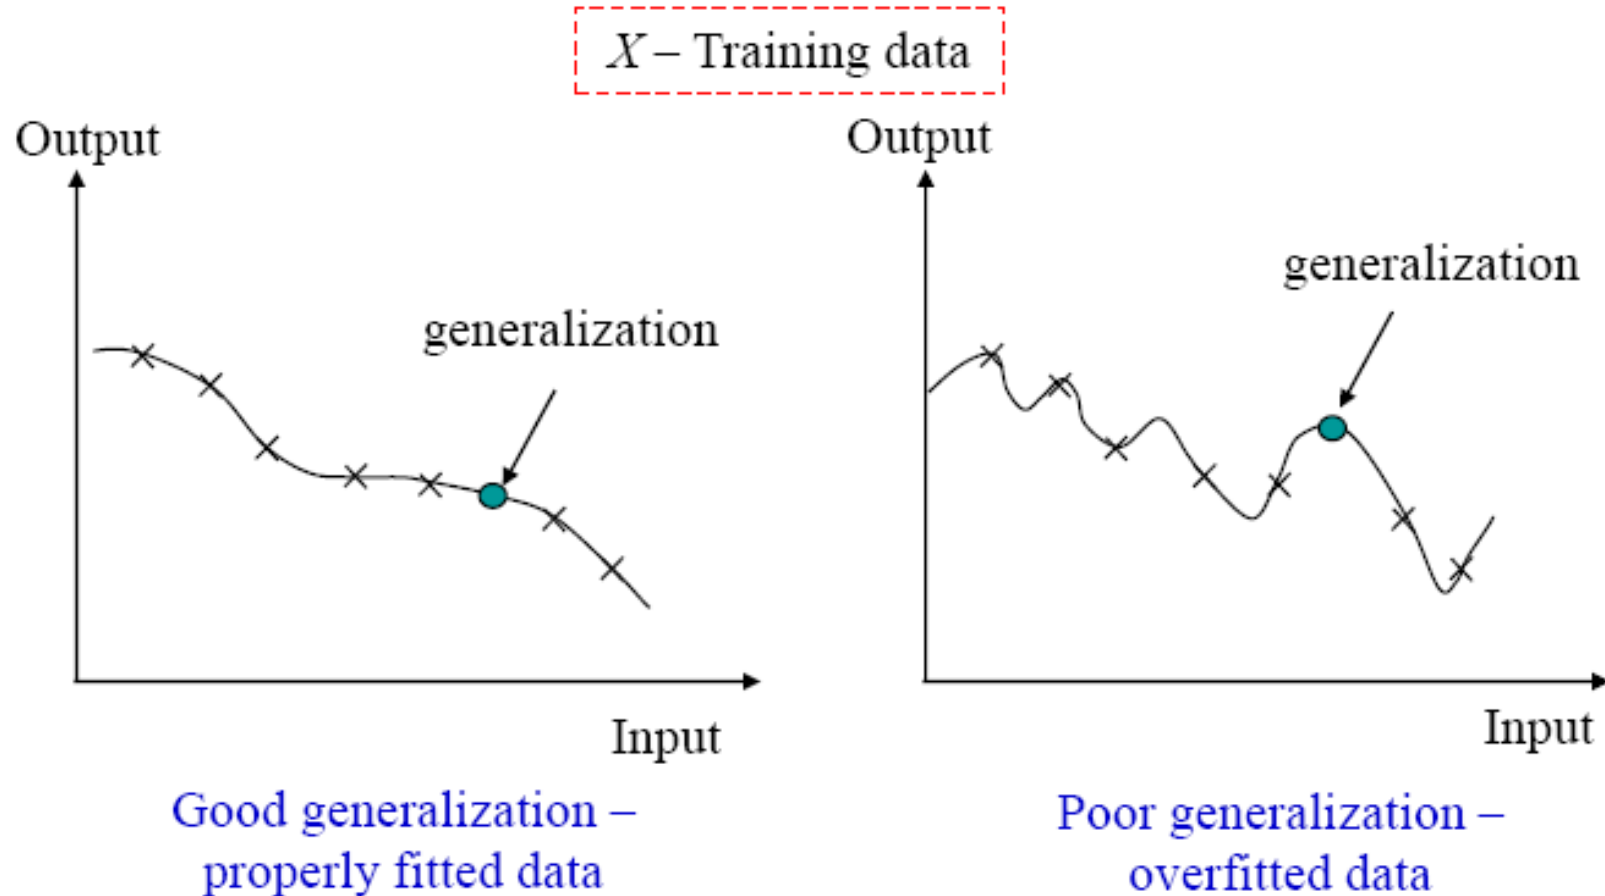 X – Training data
Output
generalization
Input
Good generalization –
properly fitted data
Output
generalization
Input
Poor generalization –
overfitted data